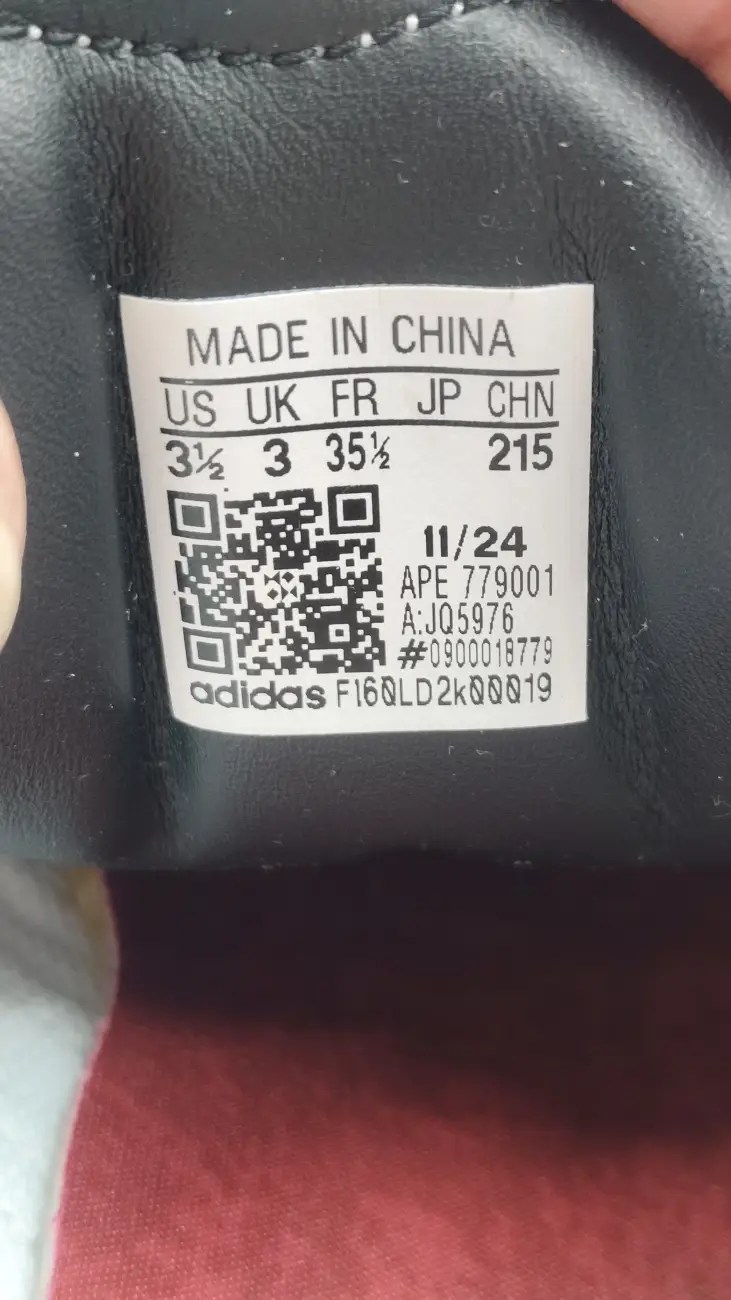 MADE IN CHINA
US UK FR JP CHN
3½ 3 35½ 215
11/24
APE 779001
A:JQ5976
#0900018779
adidas F160LD2k00019